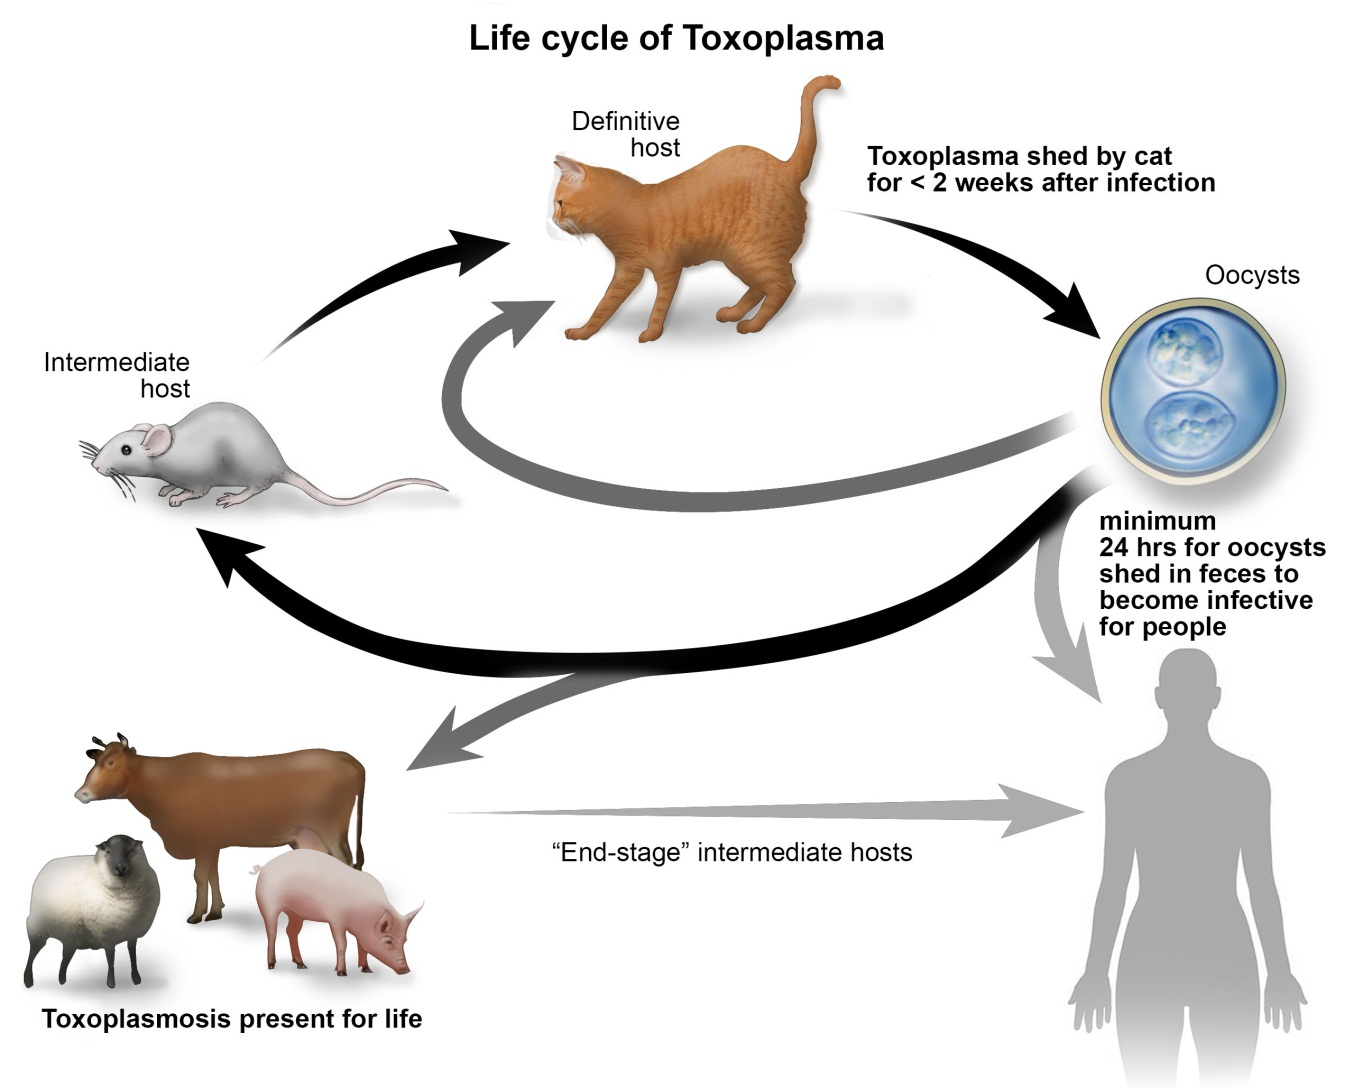 Life cycle of Toxoplasma
Definitive
host
Toxoplasma shed by cat
for < 2 weeks after infection
Oocysts
Intermediate
host
minimum
24 hrs for oocysts
shed in feces to
become infective
for people
“End-stage” intermediate hosts
Toxoplasmosis present for life